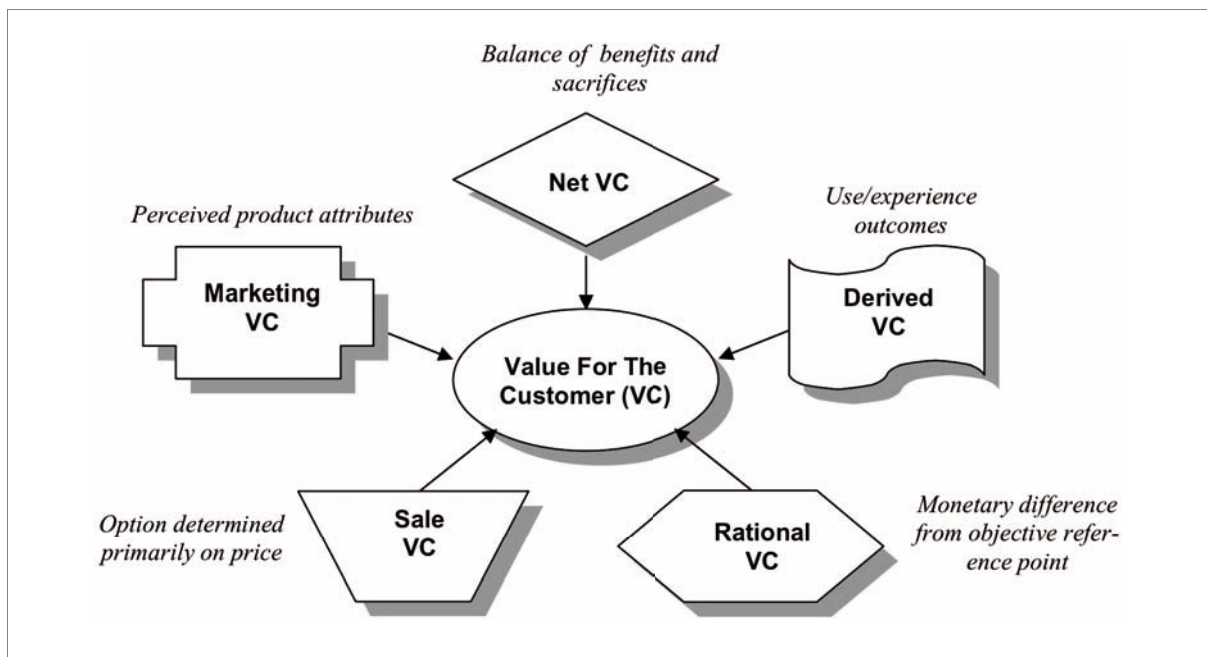 Balance of benefits and
sacrifices
Net VC
Use/experience
outcomes
Perceived product attributes
Marketing
VC
Derived
VC
Value For The
Customer (VC)
Option determined
primarily on price
Sale
VC
Rational
VC
Monetary difference
from objective refer-
ence point